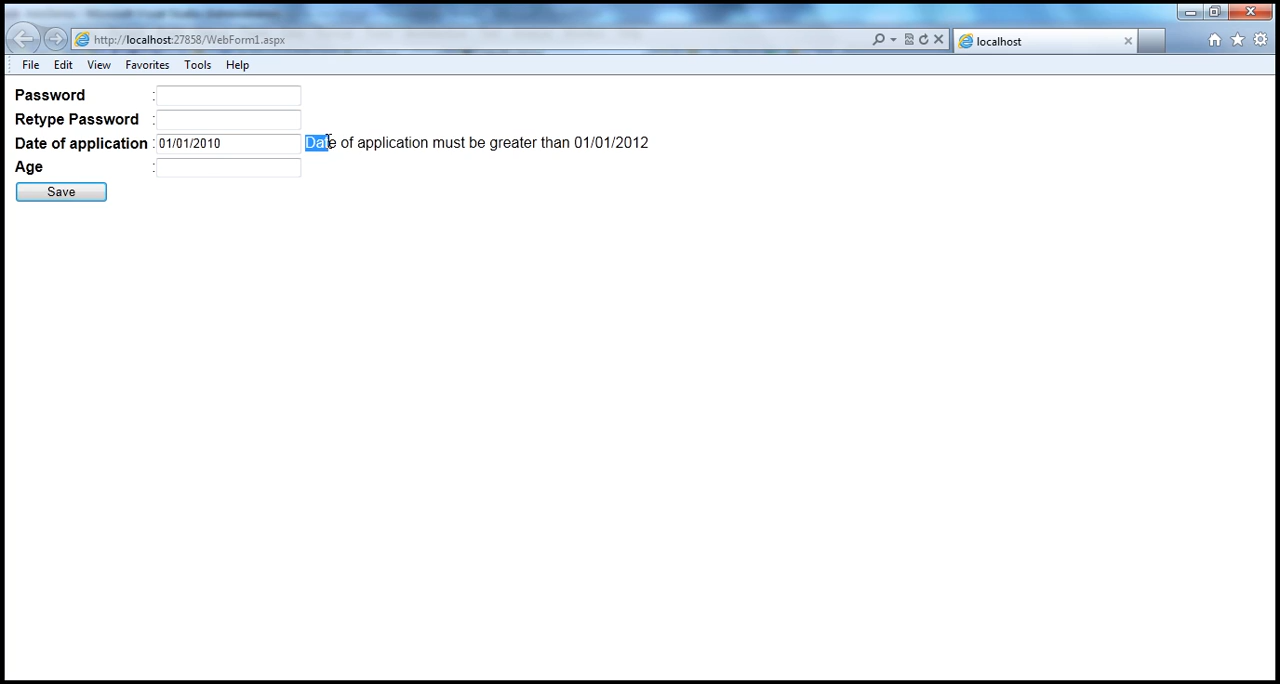 http://localhost:27858/WebForm1.aspx
localhost
File Edit View Favorites Tools Help
Password :
Retype Password :
Date of application : 01/01/2010 Date of application must be greater than 01/01/2012
Age :
Save